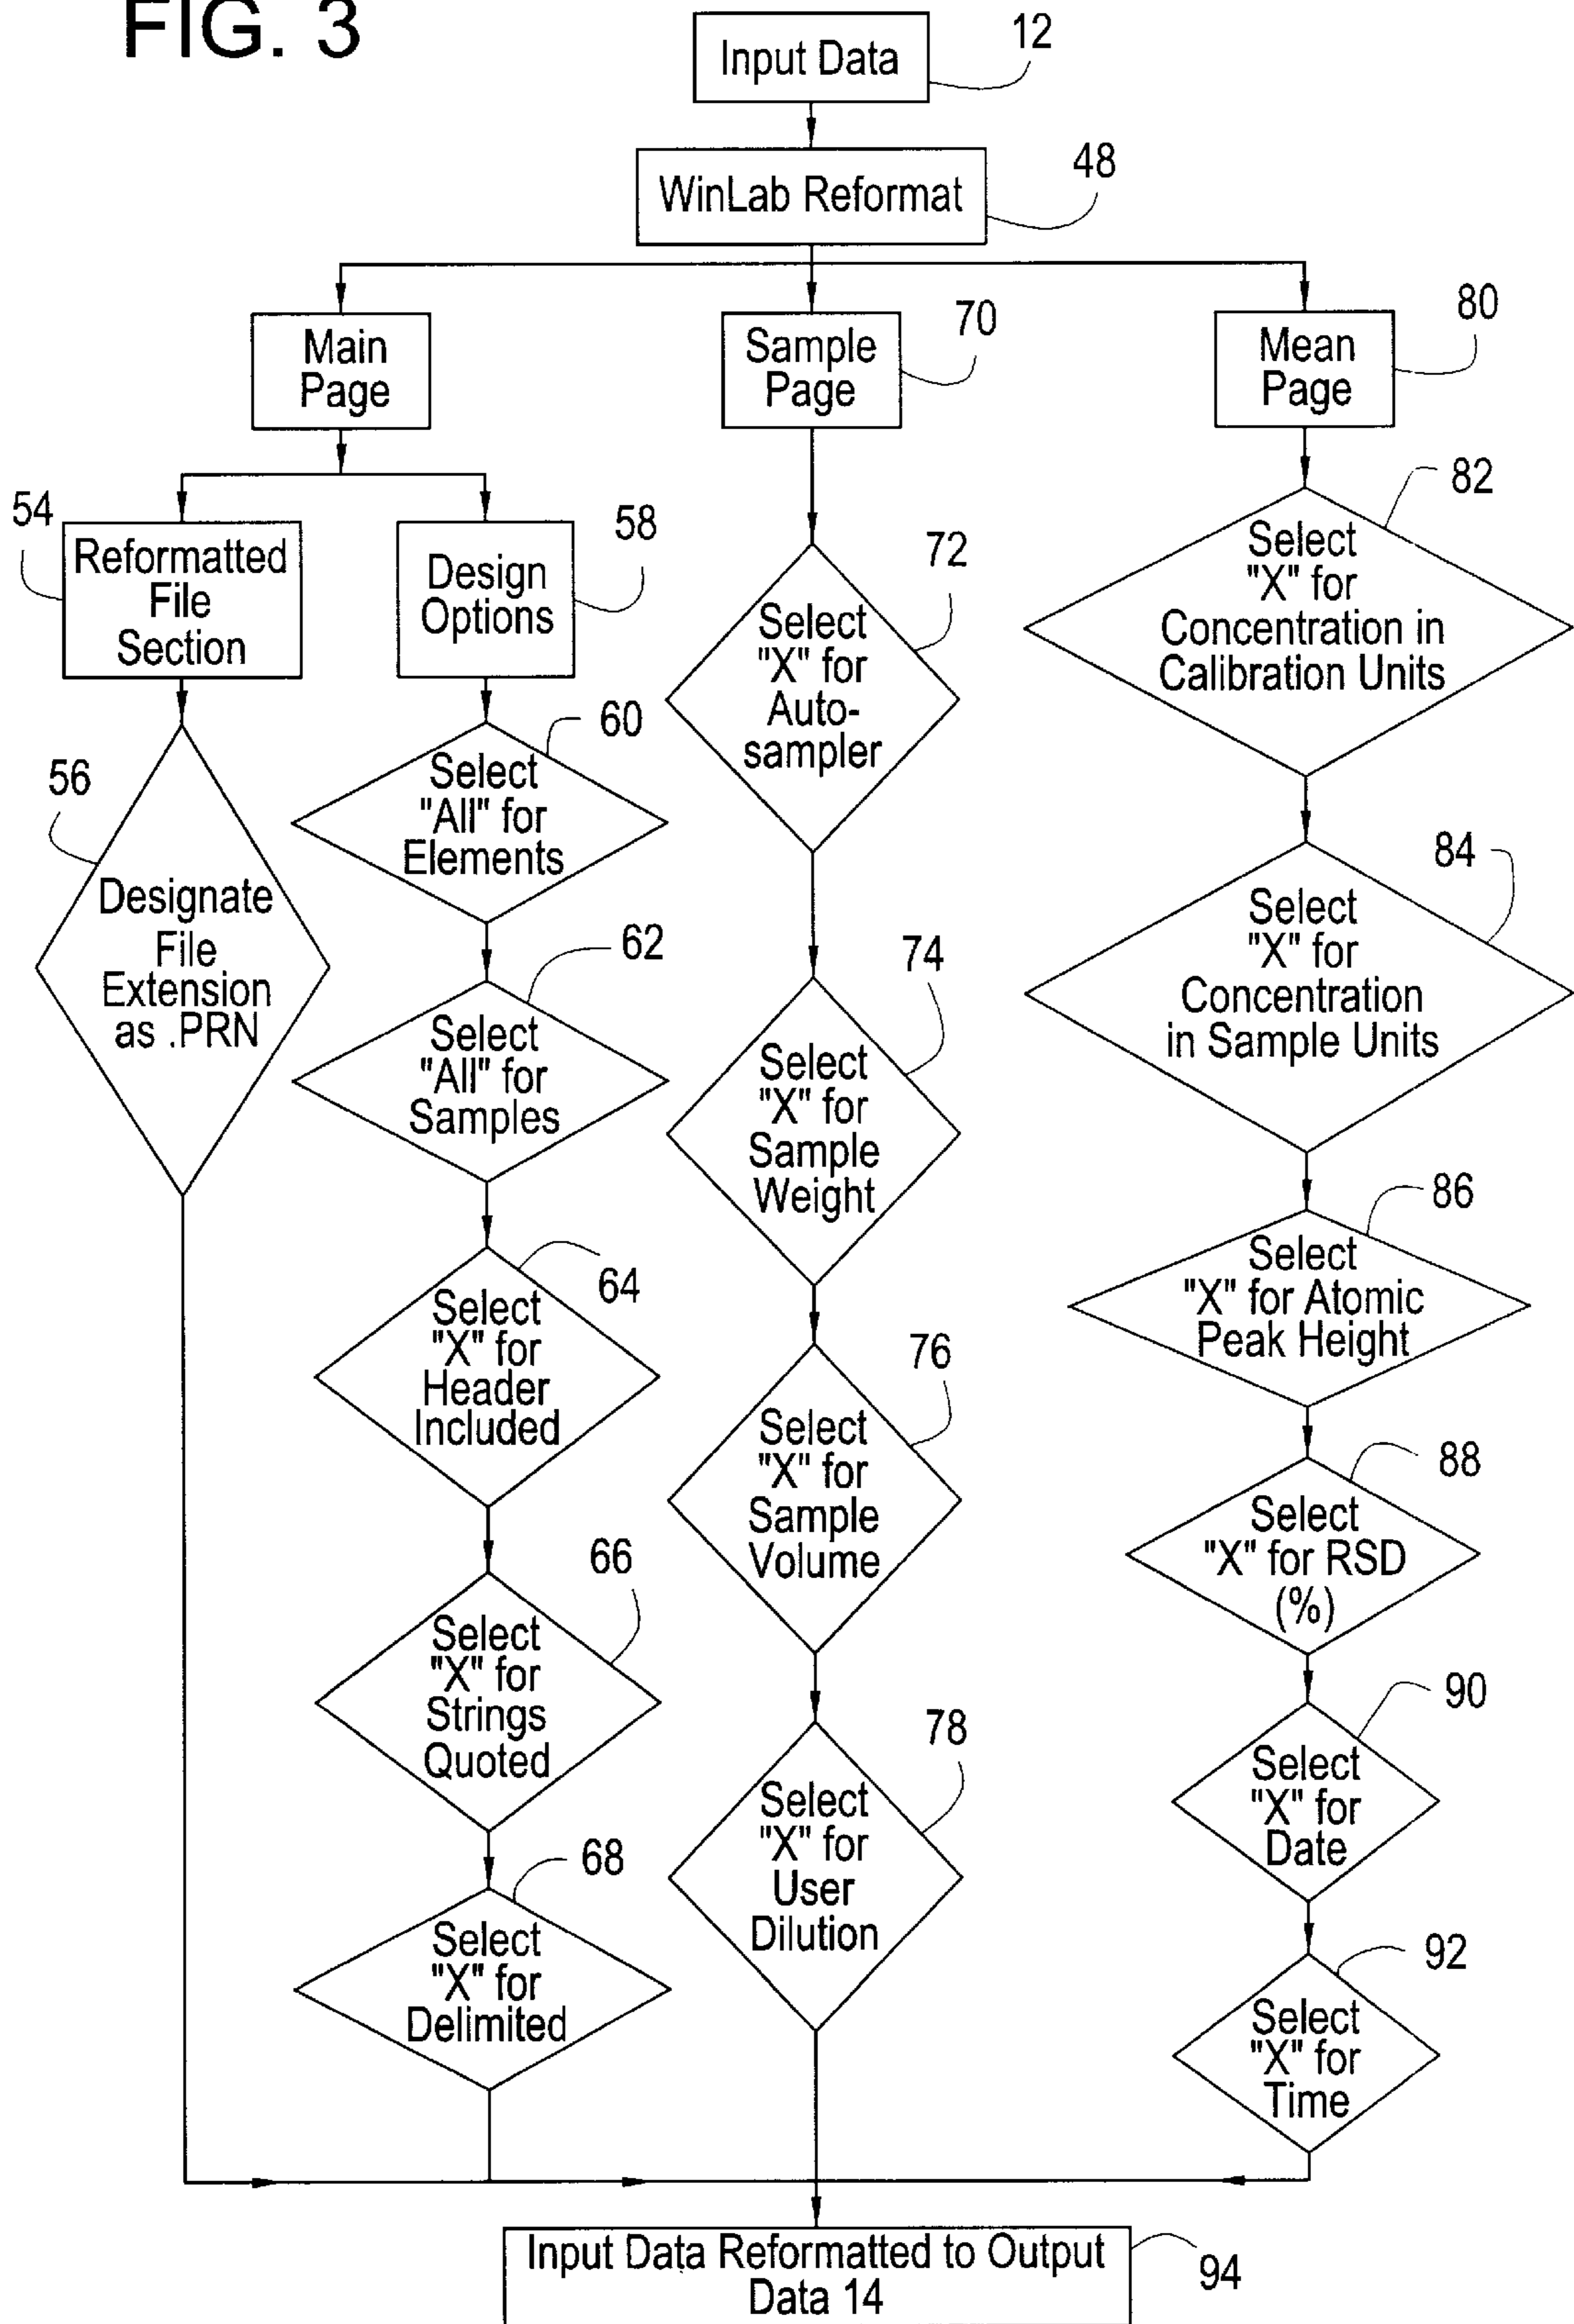 FIG. 3
Input Data
12
WinLab Reformat
48
Main
Page
Sample
Page
70
Mean
Page
80
54
Reformatted
File
Section
Design
Options
58
56
Designate
File
Extension
as .PRN
Select
"All" for
Elements
60
Select
"All" for
Samples
62
Select
"X" for
Header
Included
64
Select
"X" for
Strings
Quoted
66
Select
"X" for
Delimited
68
Select
"X" for
Auto-
sampler
72
Select
"X" for
Sample
Weight
74
Select
"X" for
Sample
Volume
76
Select
"X" for
User
Dilution
78
Select
"X" for
Concentration in
Calibration Units
82
Select
"X" for
Concentration
in Sample Units
84
Select
"X" for Atomic
Peak Height
86
Select
"X" for RSD
(%)
88
Select
"X" for
Date
90
Select
"X" for
Time
92
Input Data Reformatted to Output
Data 14
94